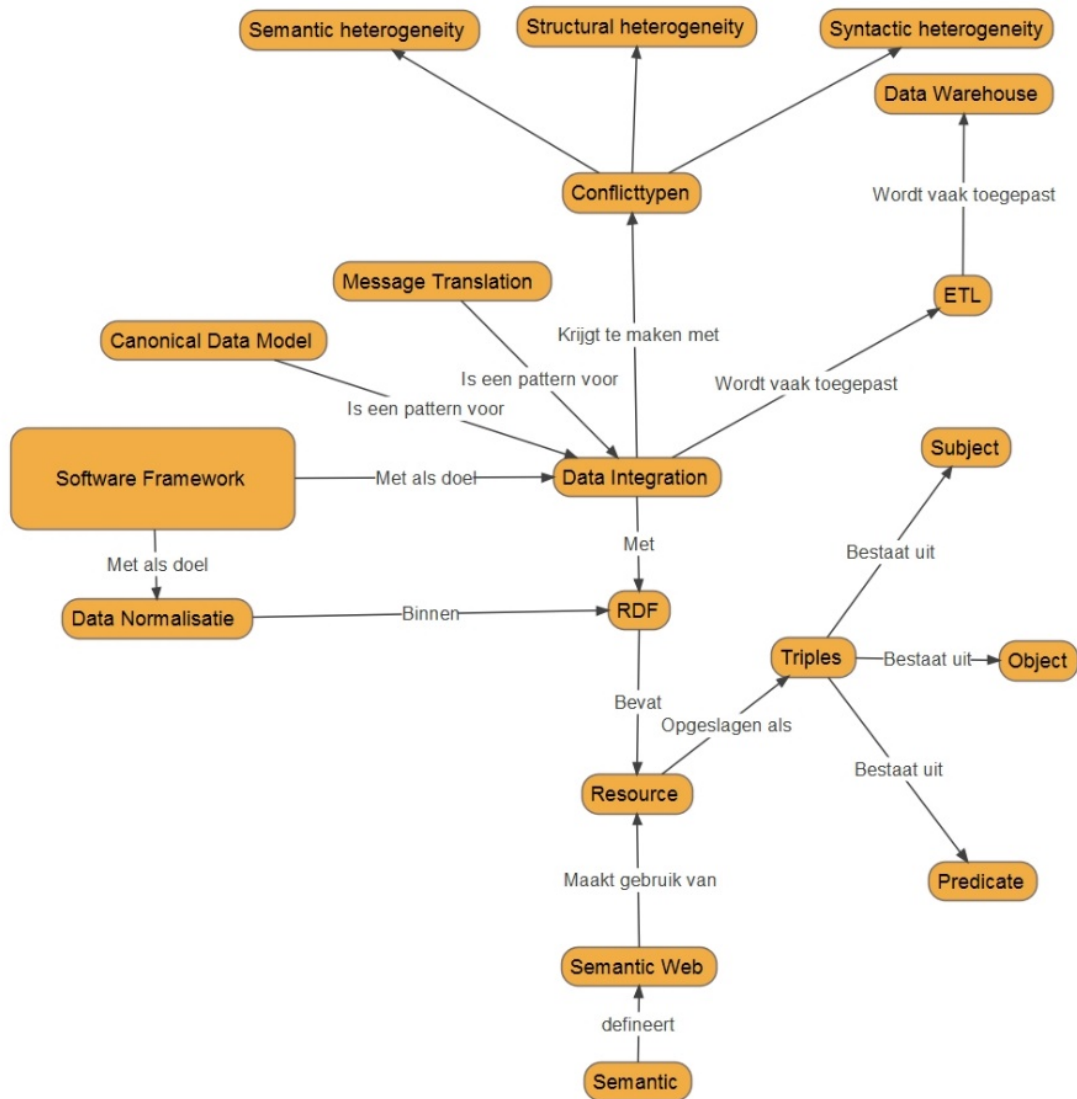 Semantic heterogeneity
Structural heterogeneity
Syntactic heterogeneity
Data Warehouse
Conflicttypen
Wordt vaak toegepast
Message Translation
ETL
Canonical Data Model
Krijgt te maken met
Is een pattern voor
Wordt vaak toegepast
Is een pattern voor
Software Framework
Met als doel
Data Integration
Subject
Met als doel
Met
Bestaat uit
Data Normalisatie
Binnen
RDF
Triples
Bestaat uit
Object
Bevat
Opgeslagen als
Bestaat uit
Resource
Maakt gebruik van
Predicate
Semantic Web
defineert
Semantic